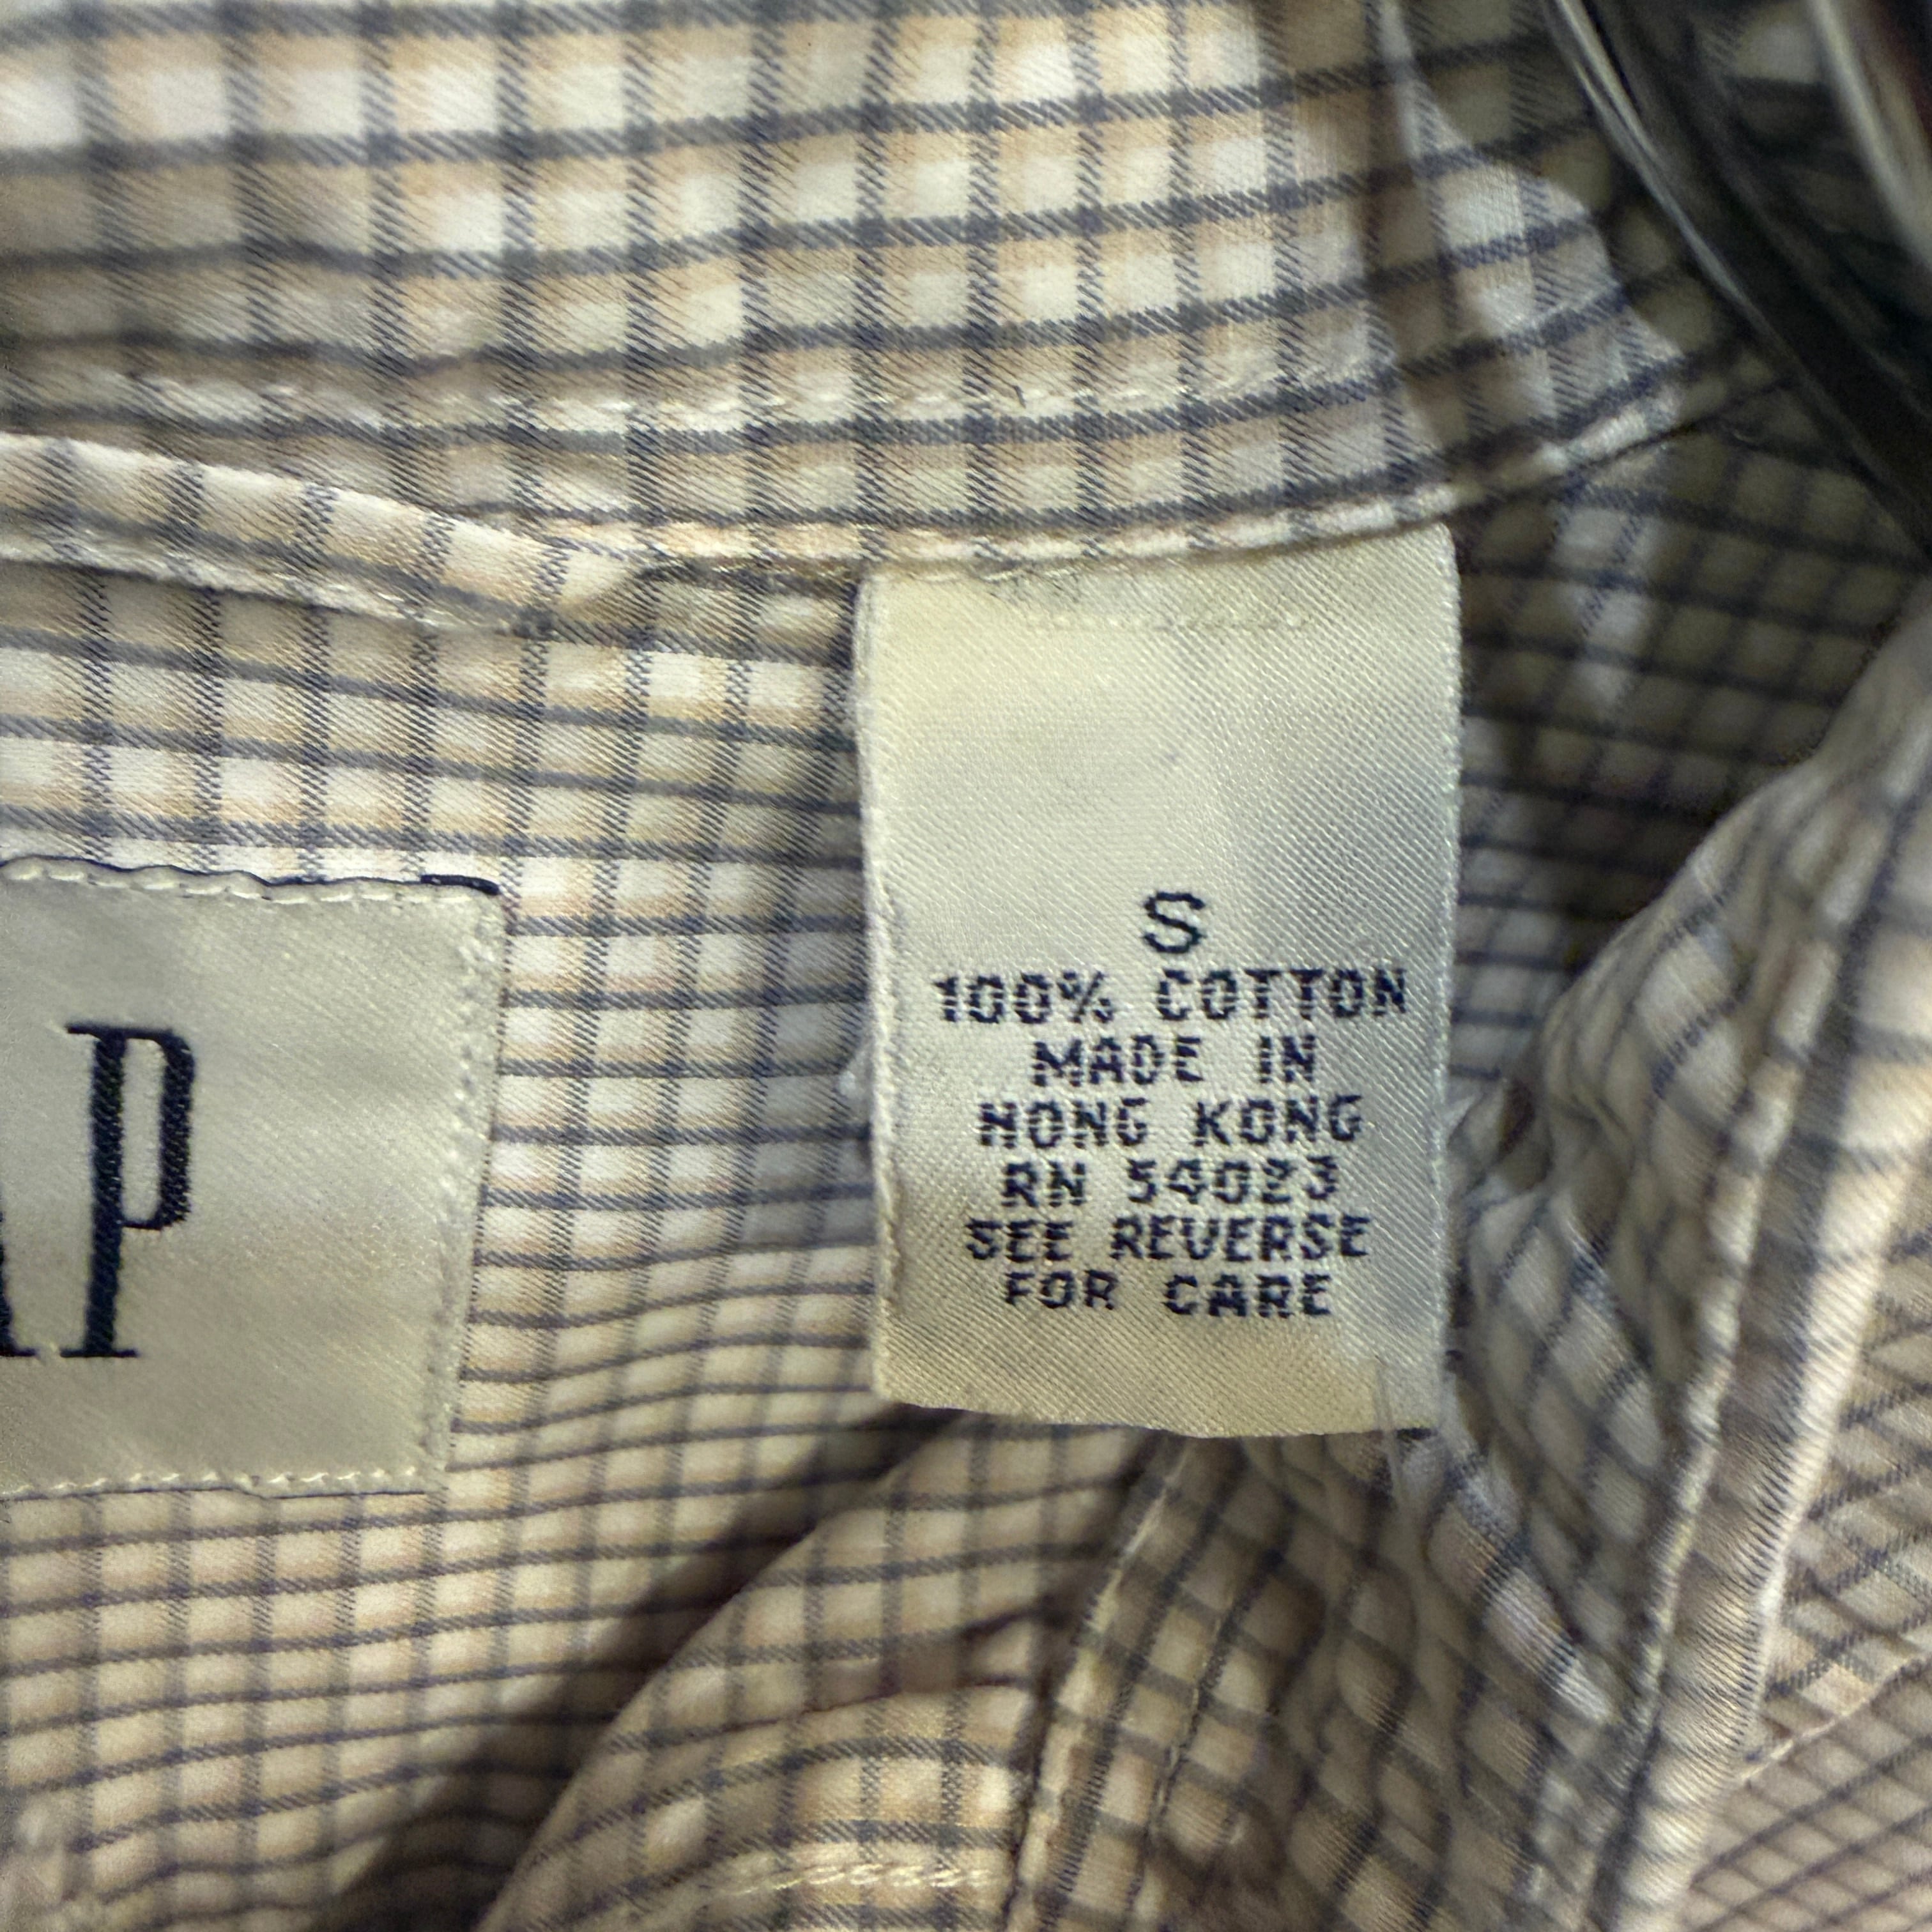 AP
S
100% COTTON
MADE IN
HONG KONG
RN 54023
SEE REVERSE
FOR CARE